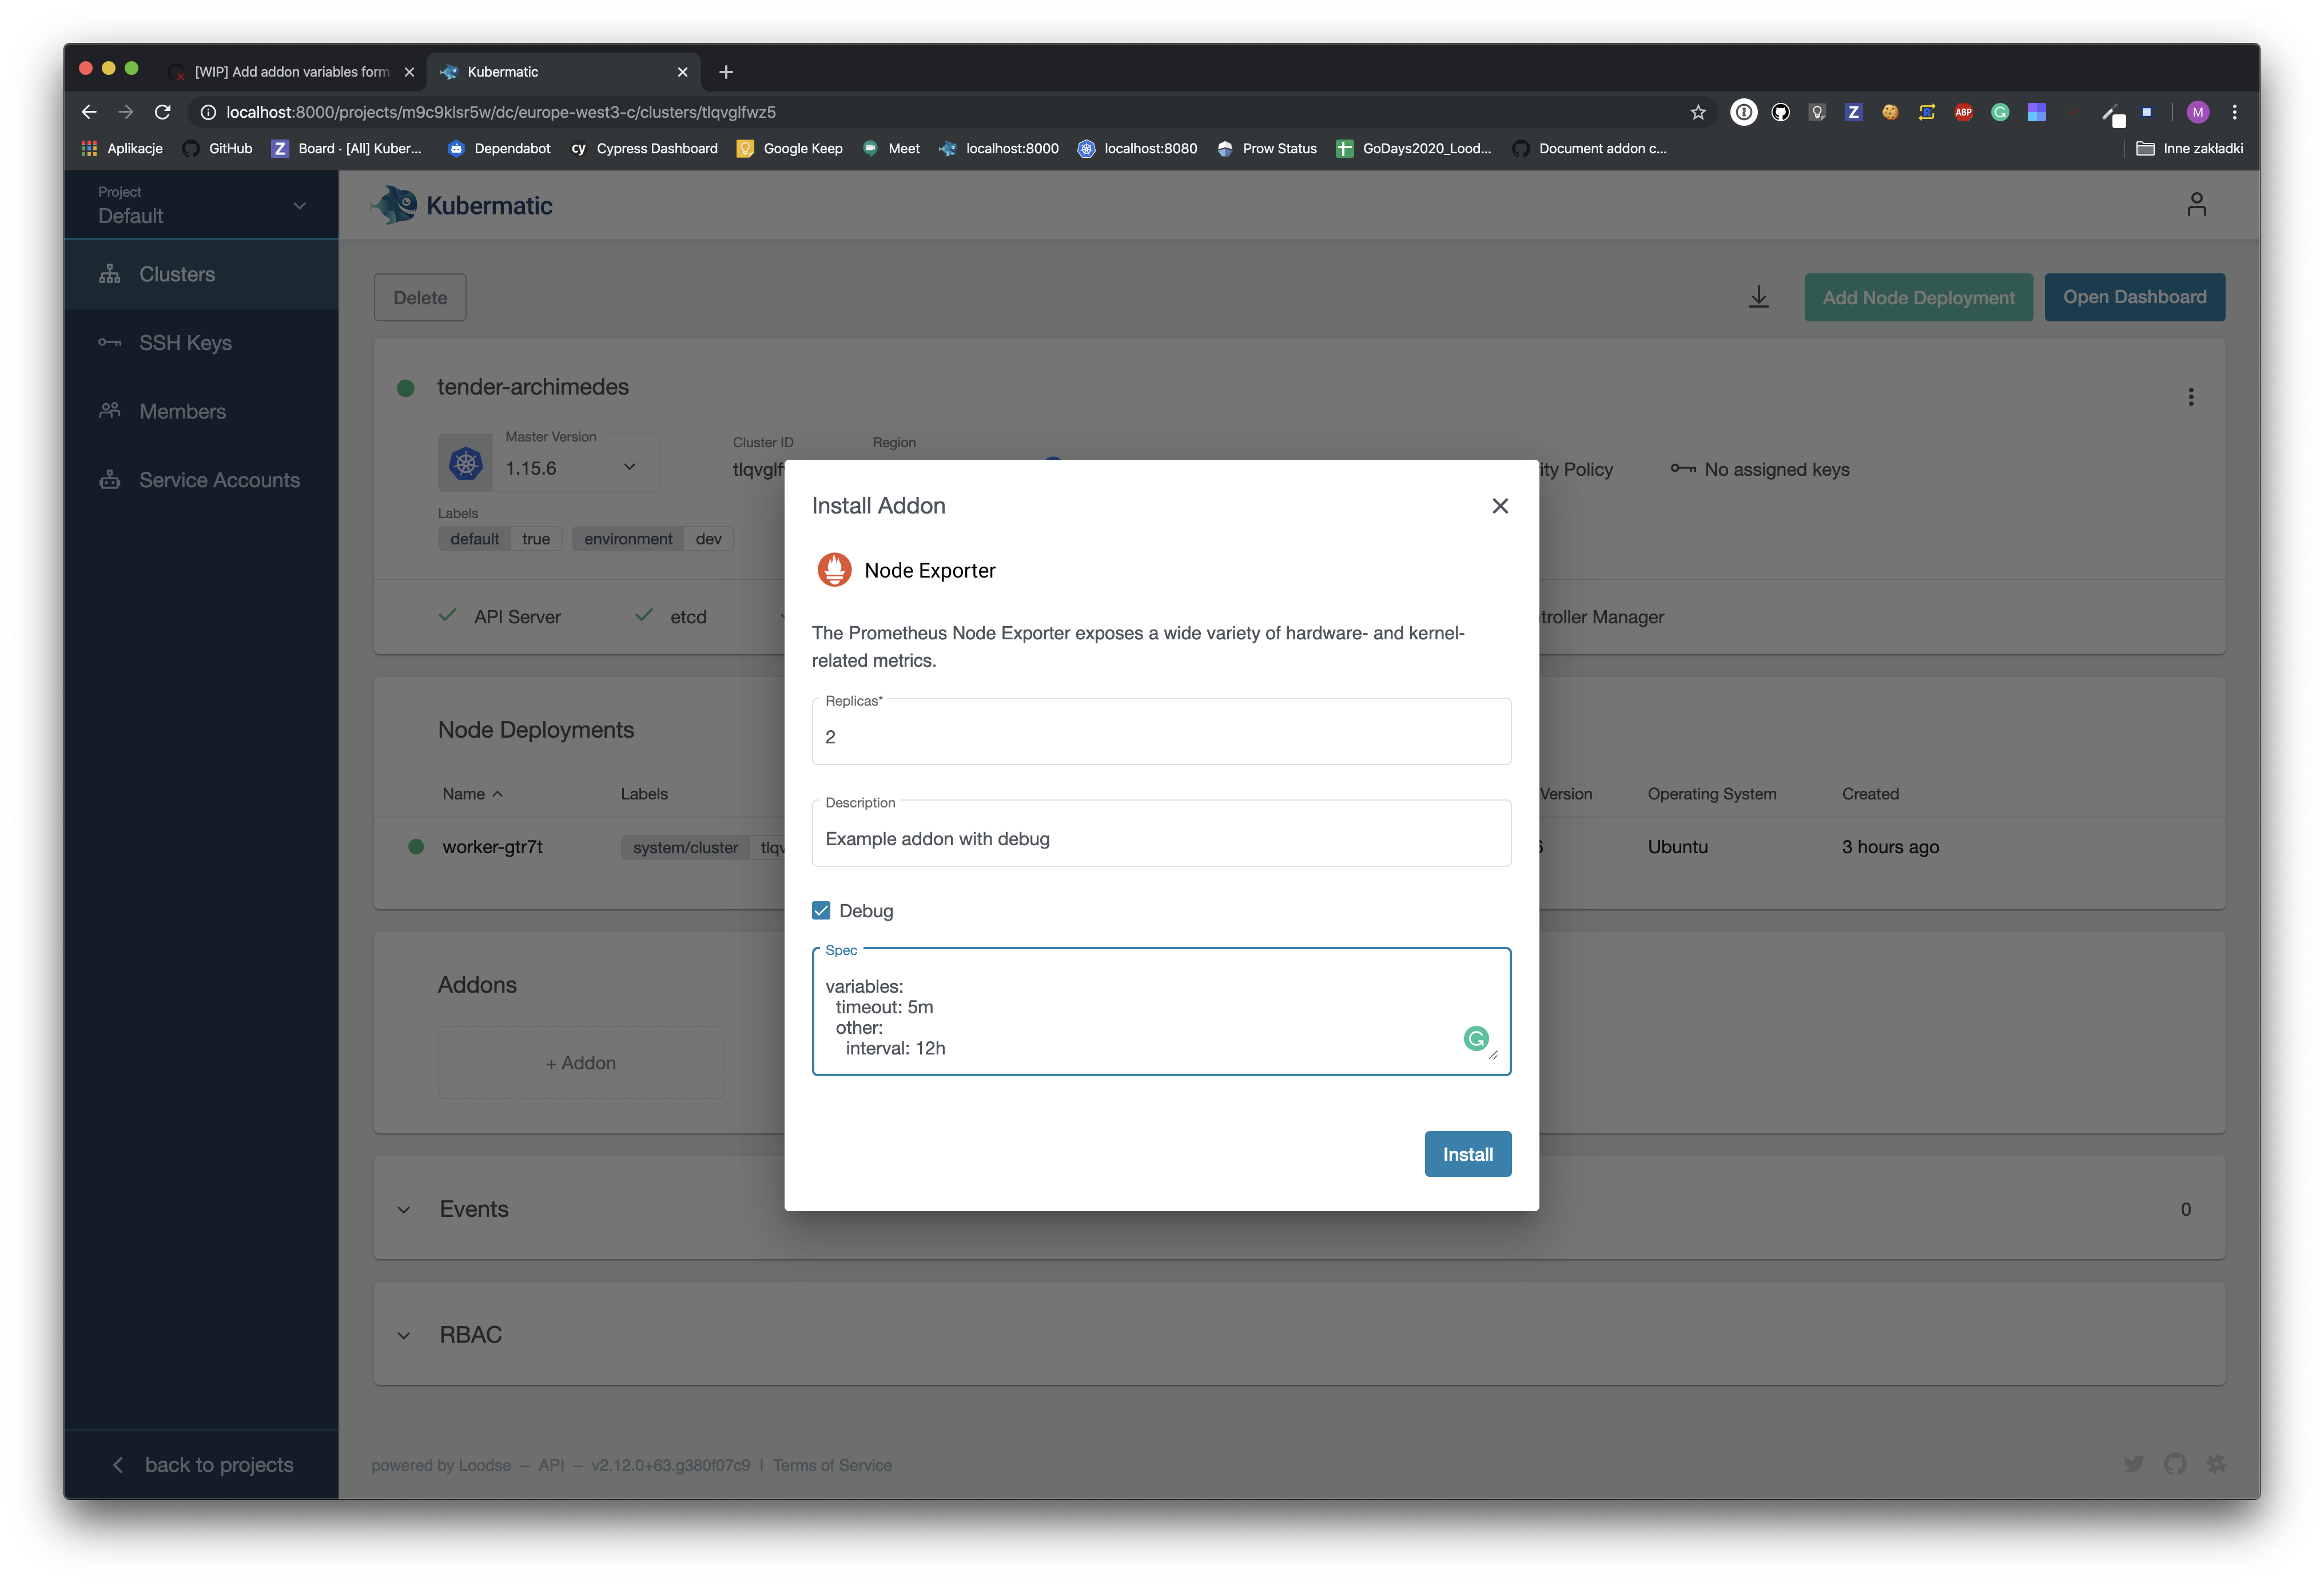 [WIP] Add addon variables form
Kubermatic
localhost:8000/projects/m9c9klsr5w/dc/europe-west3-c/clusters/tlqvglfwz5
Z
ABP
M
Aplikacje
GitHub
Z Board · [All] Kuber...
Dependabot
cy Cypress Dashboard
Google Keep
Meet
localhost:8000
localhost:8080
Prow Status
GoDays2020_Lood...
Document addon c...
Inne zakładki
Project
Default
Clusters
SSH Keys
Members
Service Accounts
back to projects
Kubermatic
Delete
Add Node Deployment
Open Dashboard
tender-archimedes
Master Version
1.15.6
Cluster ID
Region
No assigned keys
Policy
Labels
default true environment dev
API Server
etcd
Manager
Node Deployments
Name
Labels
Version
Operating System
Created
worker-gtr7t
system/cluster
Ubuntu
3 hours ago
Addons
+ Addon
Events
0
RBAC
powered by Loodse – API – v2.12.0+63.g380f07c9 | Terms of Service
Install Addon
Node Exporter
The Prometheus Node Exporter exposes a wide variety of hardware- and kernel-
related metrics.
Replicas*
2
Description
Example addon with debug
Debug
Spec
variables:
  timeout: 5m
  other:
    interval: 12h
Install